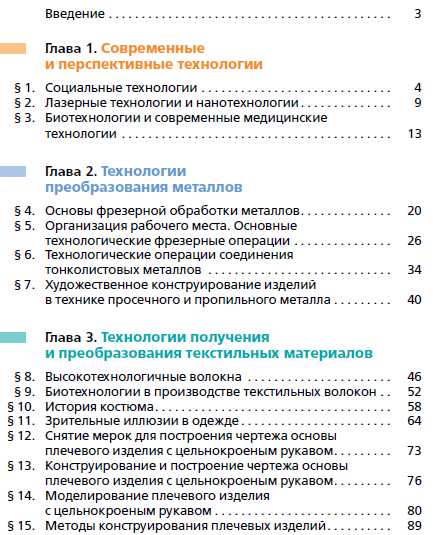 Введение . . . . . . . . . . . . . . . . . . . . . . . . . . . . . . . . . . . . . . . . 3
Глава 1. Современные
и перспективные технологии
§ 1. Социальные технологии . . . . . . . . . . . . . . . . . . . . . . . . . . . 4
§ 2. Лазерные технологии и нанотехнологии . . . . . . . . . . . . . 9
§ 3. Биотехнологии и современные медицинские
технологии . . . . . . . . . . . . . . . . . . . . . . . . . . . . . . . . . . . . . . 13
Глава 2. Технологии
преобразования металлов
§ 4. Основы фрезерной обработки металлов . . . . . . . . . . . . . 20
§ 5. Организация рабочего места. Основные
технологические фрезерные операции . . . . . . . . . . . . . . 26
§ 6. Технологические операции соединения
тонколистовых металлов . . . . . . . . . . . . . . . . . . . . . . . . . . 34
§ 7. Художественное конструирование изделий
в технике просечного и пропильного металла . . . . . . . . . 40
Глава 3. Технологии получения
и преобразования текстильных материалов
§ 8. Высокотехнологичные волокна . . . . . . . . . . . . . . . . . . . . 46
§ 9. Биотехнологии в производстве текстильных волокон . . 52
§ 10. История костюма . . . . . . . . . . . . . . . . . . . . . . . . . . . . . . . . 58
§ 11. Зрительные иллюзии в одежде . . . . . . . . . . . . . . . . . . . . . 64
§ 12. Снятие мерок для построения чертежа основы
плечевого изделия с цельнокроеным рукавом . . . . . . . . . 73
§ 13. Конструирование и построение чертежа основы
плечевого изделия с цельнокроеным рукавом . . . . . . . . . 76
§ 14. Моделирование плечевого изделия
с цельнокроеным рукавом . . . . . . . . . . . . . . . . . . . . . . . . . 80
§ 15. Методы конструирования плечевых изделий . . . . . . . . . . 89